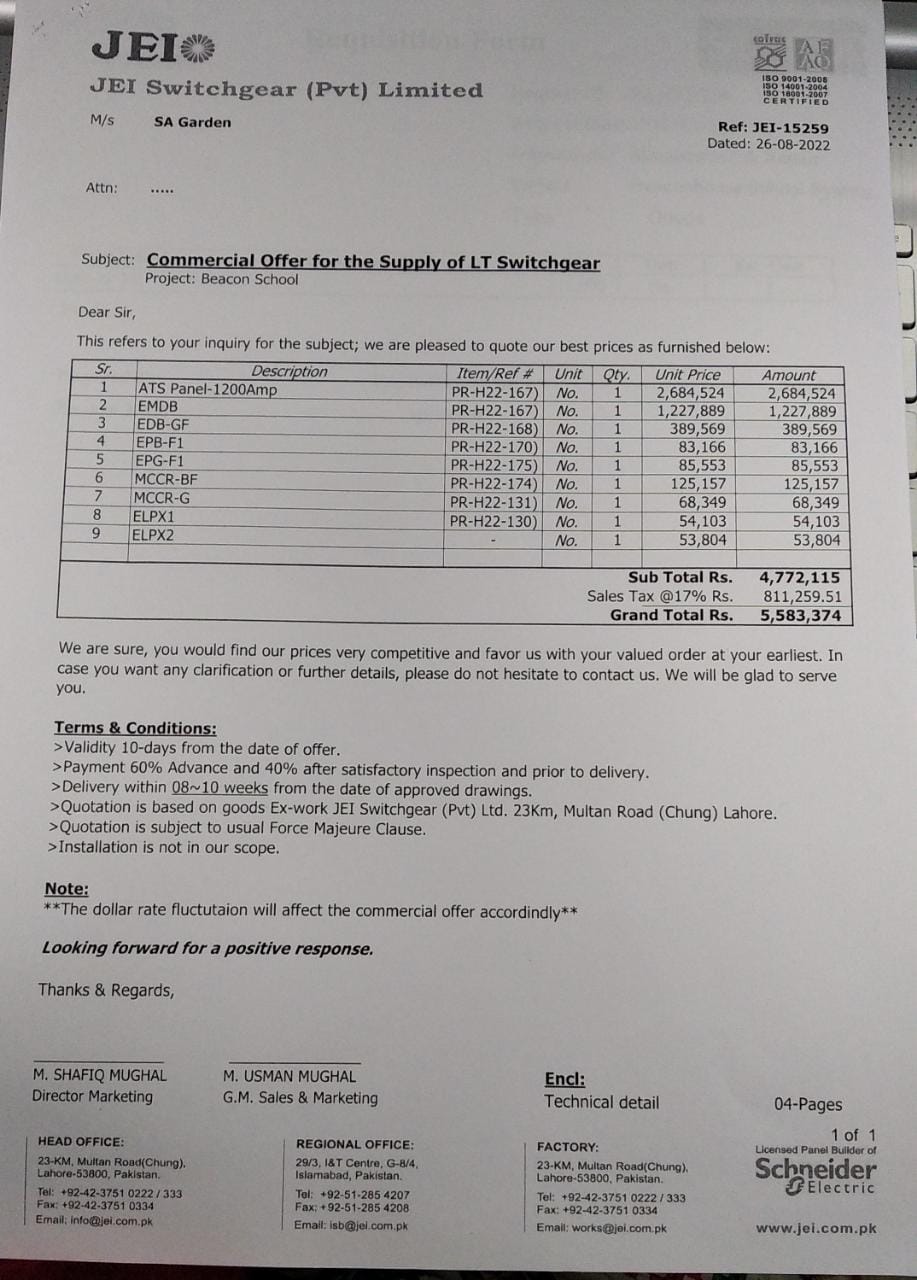 JEI
JEI Switchgear (Pvt) Limited
COTRUS AF AQ
ISO 9001-2008
ISO 14001-2004
ISO 18001-2007
CERTIFIED
M/s SA Garden
Ref: JEI-15259
Dated: 26-08-2022
Attn: .....
Subject: Commercial Offer for the Supply of LT Switchgear
Project: Beacon School
Dear Sir,
This refers to your inquiry for the subject; we are pleased to quote our best prices as furnished below:
Sr. Description Item/Ref # Unit Qty. Unit Price Amount
1 ATS Panel-1200Amp PR-H22-167) No. 1 2,684,524 2,684,524
2 EMDB PR-H22-167) No. 1 1,227,889 1,227,889
3 EDB-GF PR-H22-168) No. 1 389,569 389,569
4 EPB-F1 PR-H22-170) No. 1 83,166 83,166
5 EPG-F1 PR-H22-175) No. 1 85,553 85,553
6 MCCR-BF PR-H22-174) No. 1 125,157 125,157
7 MCCR-G PR-H22-131) No. 1 68,349 68,349
8 ELPX1 PR-H22-130) No. 1 54,103 54,103
9 ELPX2 - No. 1 53,804 53,804
Sub Total Rs. 4,772,115
Sales Tax @17% Rs. 811,259.51
Grand Total Rs. 5,583,374
We are sure, you would find our prices very competitive and favor us with your valued order at your earliest. In
case you want any clarification or further details, please do not hesitate to contact us. We will be glad to serve
you.
Terms & Conditions:
>Validity 10-days from the date of offer.
>Payment 60% Advance and 40% after satisfactory inspection and prior to delivery.
>Delivery within 08~10 weeks from the date of approved drawings.
>Quotation is based on goods Ex-work JEI Switchgear (Pvt) Ltd. 23Km, Multan Road (Chung) Lahore.
>Quotation is subject to usual Force Majeure Clause.
>Installation is not in our scope.
Note:
**The dollar rate fluctutaion will affect the commercial offer accordindly**
Looking forward for a positive response.
Thanks & Regards,
M. SHAFIQ MUGHAL
Director Marketing
M. USMAN MUGHAL
G.M. Sales & Marketing
Encl:
Technical detail 04-Pages
1 of 1
HEAD OFFICE:
23-KM, Multan Road(Chung),
Lahore-53800, Pakistan.
Tel: +92-42-3751 0222 / 333
Fax: +92-42-3751 0334
Email: info@jei.com.pk
REGIONAL OFFICE:
29/3, I&T Centre, G-8/4,
Islamabad, Pakistan.
Tel: +92-51-285 4207
Fax: +92-51-285 4208
Email: isb@jei.com.pk
FACTORY:
23-KM, Multan Road(Chung),
Lahore-53800, Pakistan.
Tel: +92-42-3751 0222 / 333
Fax: +92-42-3751 0334
Email: works@jei.com.pk
Licensed Panel Builder of
Schneider
Electric
www.jei.com.pk